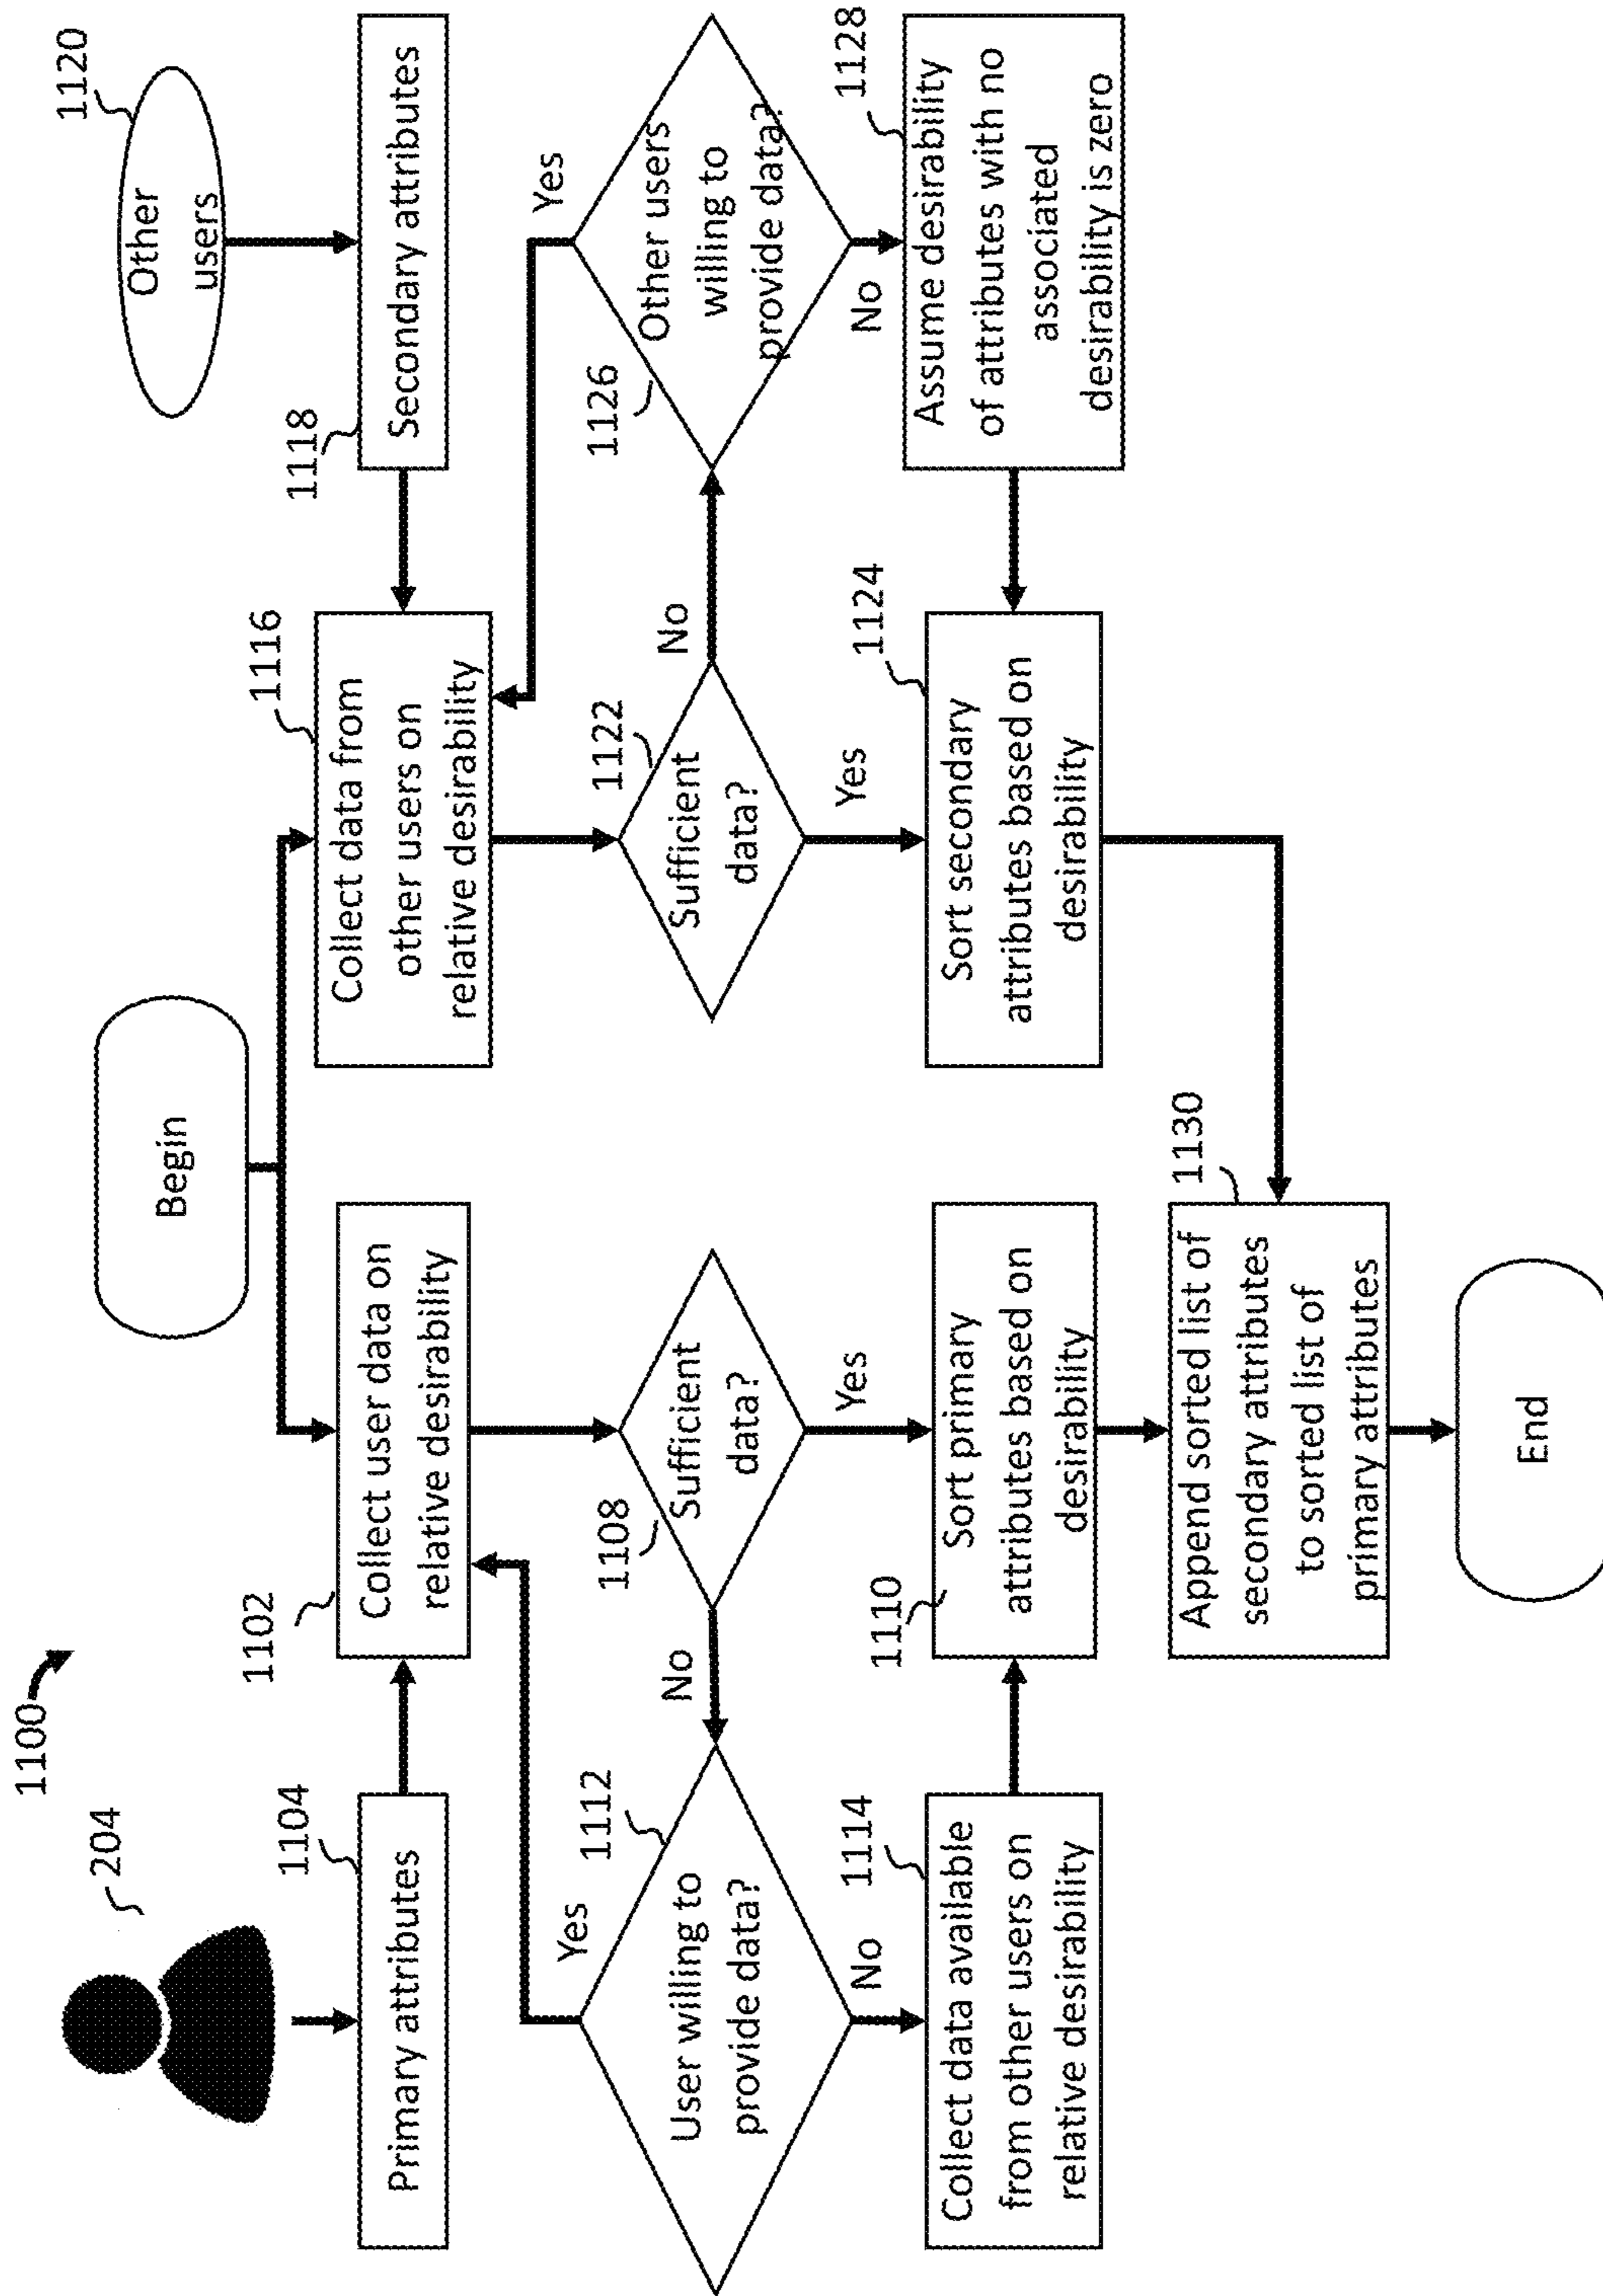 1100
204
Begin
1120
Other
users
1104
Primary attributes
1102
Collect user data on
relative desirability
1116
Collect data from
other users on
relative desirability
1118
Secondary attributes
Yes
1112
User willing to
provide data?
No
1108
Sufficient
data?
1122
Sufficient
data?
No
Yes
1126
Other users
willing to
provide data?
No
Yes
Yes
No
1114
Collect data available
from other users on
relative desirability
1110
Sort primary
attributes based on
desirability
1124
Sort secondary
attributes based on
desirability
1128
Assume desirability
of attributes with no
associated
desirability is zero
1130
Append sorted list of
secondary attributes
to sorted list of
primary attributes
End